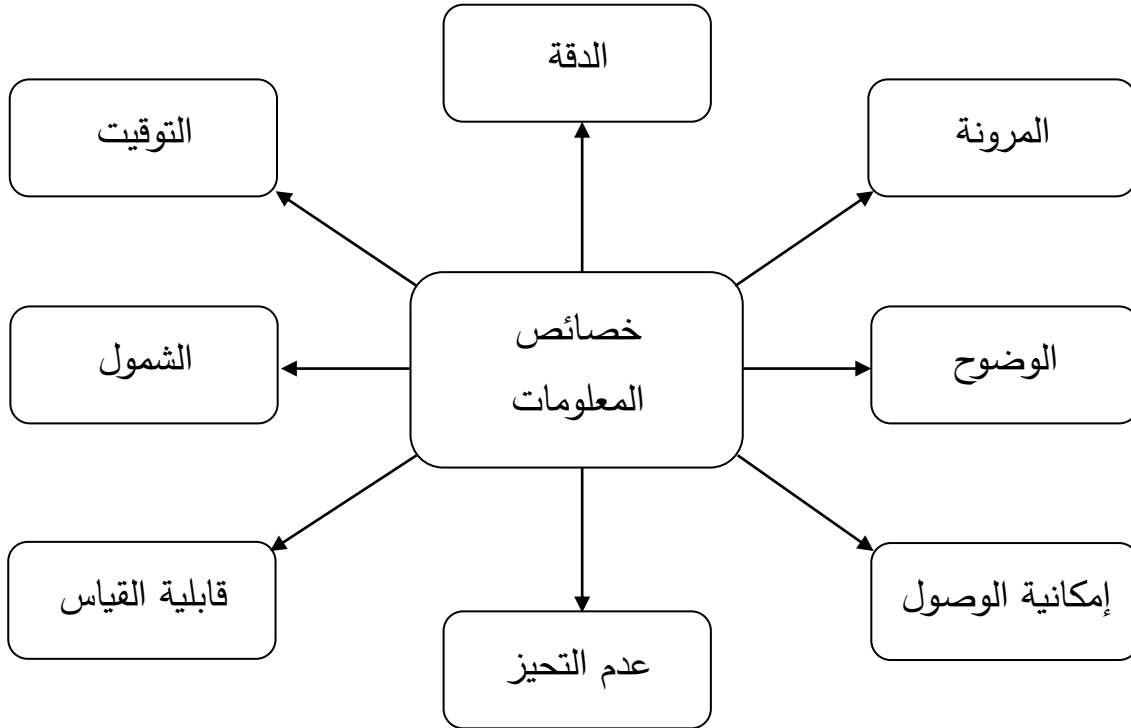 الدقة
المرونة
التوقيت
خصائص
المعلومات
الوضوح
الشمول
إمكانية الوصول
قابلية القياس
عدم التحيز